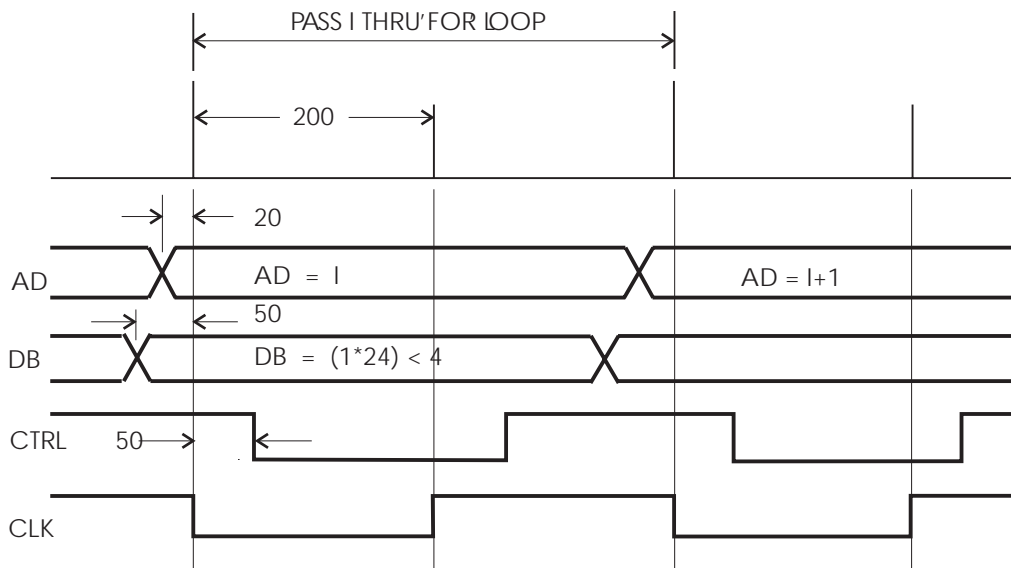 PASS I THRU' FOR LOOP
200
20
AD
AD = I
AD = I+1
50
DB
DB = (1*24) < 4
CTRL
50
CLK